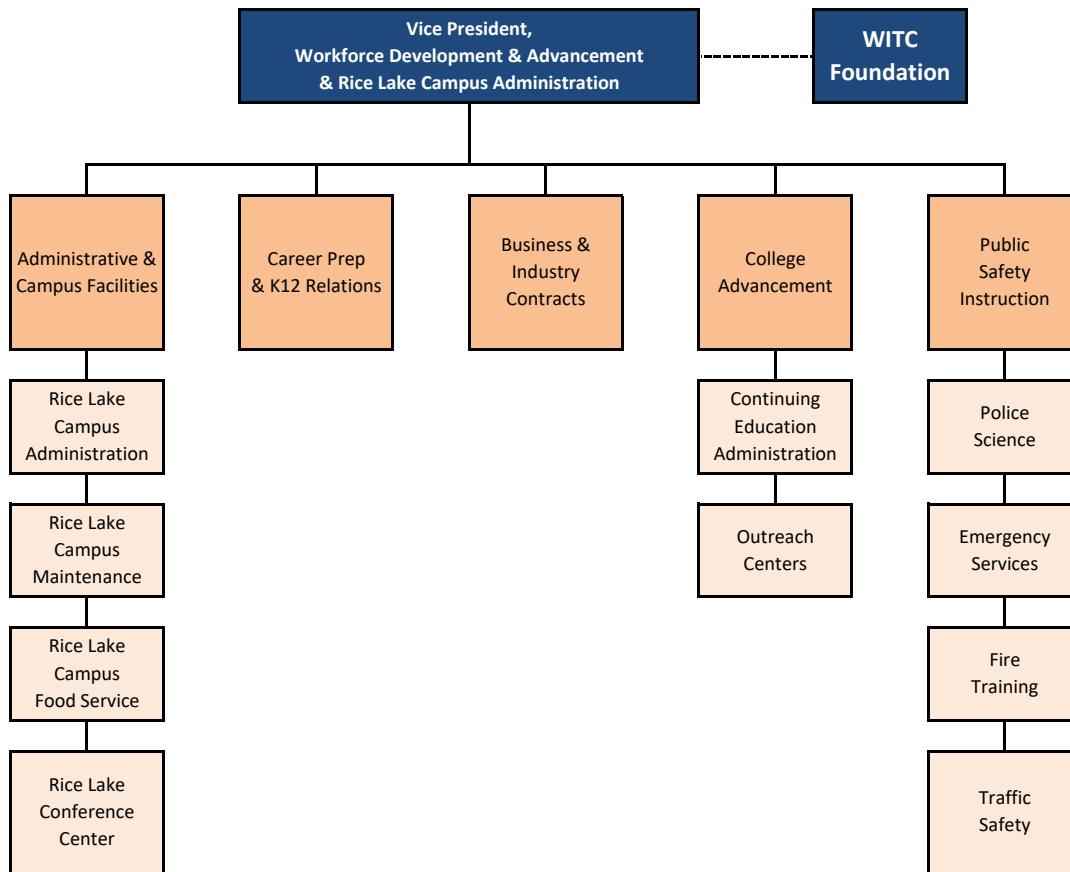 Vice President,
Workforce Development & Advancement
& Rice Lake Campus Administration
WITC
Foundation
Administrative &
Campus Facilities
Career Prep
& K12 Relations
Business &
Industry
Contracts
College
Advancement
Public
Safety
Instruction
Rice Lake
Campus
Administration
Continuing
Education
Administration
Police
Science
Rice Lake
Campus
Maintenance
Outreach
Centers
Emergency
Services
Rice Lake
Campus
Food Service
Fire
Training
Rice Lake
Conference
Center
Traffic
Safety